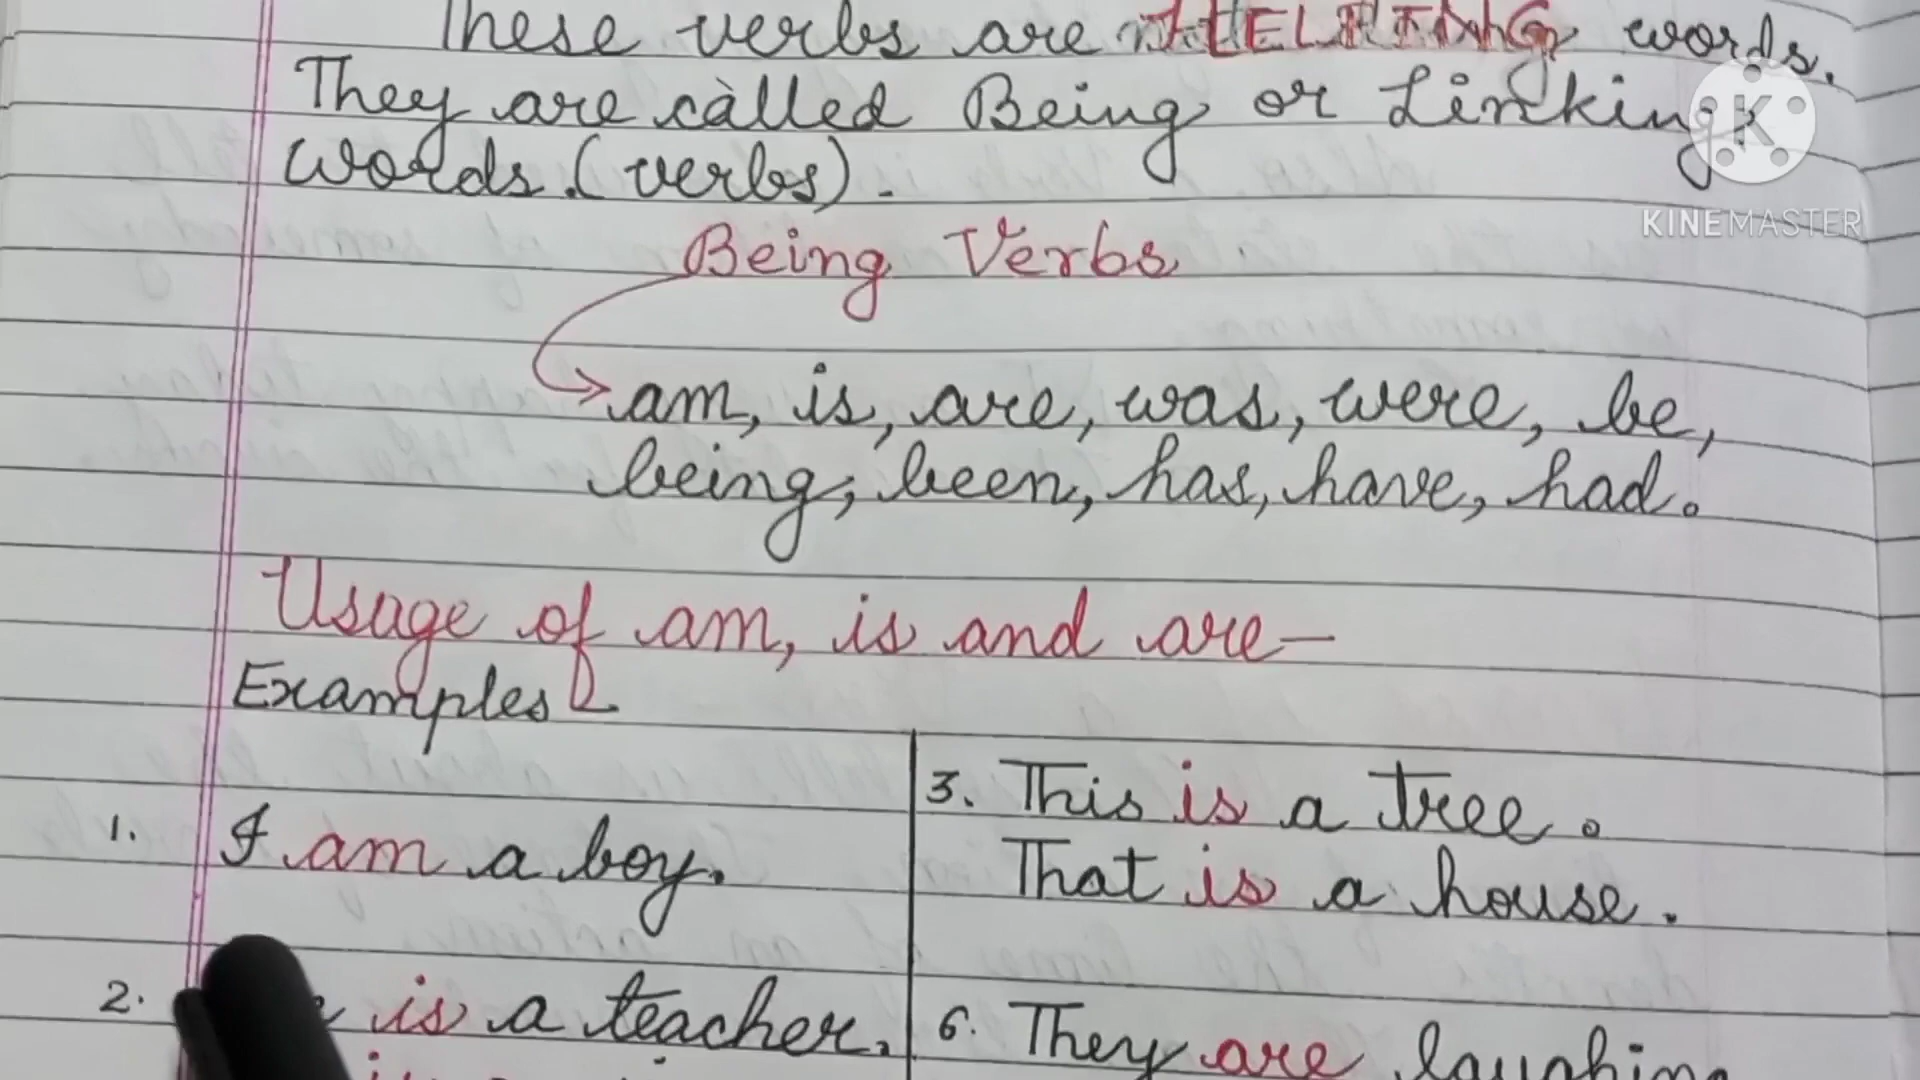 These verbs are HELPING words.
They are called Being or Linking
words. (verbs).
KINEMASTER
Being Verbs
am, is, are, was, were, be,
being, been, has, have, had.
Usage of am, is and are—
Examples
1. I am a boy.
2. is a teacher.
3. This is a tree.
That is a house.
6. They are laughing